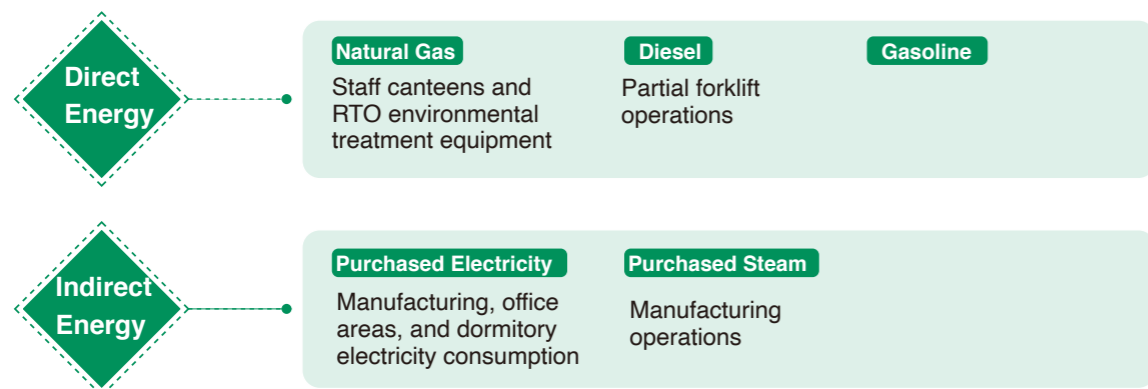 Direct
Energy
Natural Gas
Staff canteens and
RTO environmental
treatment equipment
Diesel
Partial forklift
operations
Gasoline
Indirect
Energy
Purchased Electricity
Manufacturing, office
areas, and dormitory
electricity consumption
Purchased Steam
Manufacturing
operations